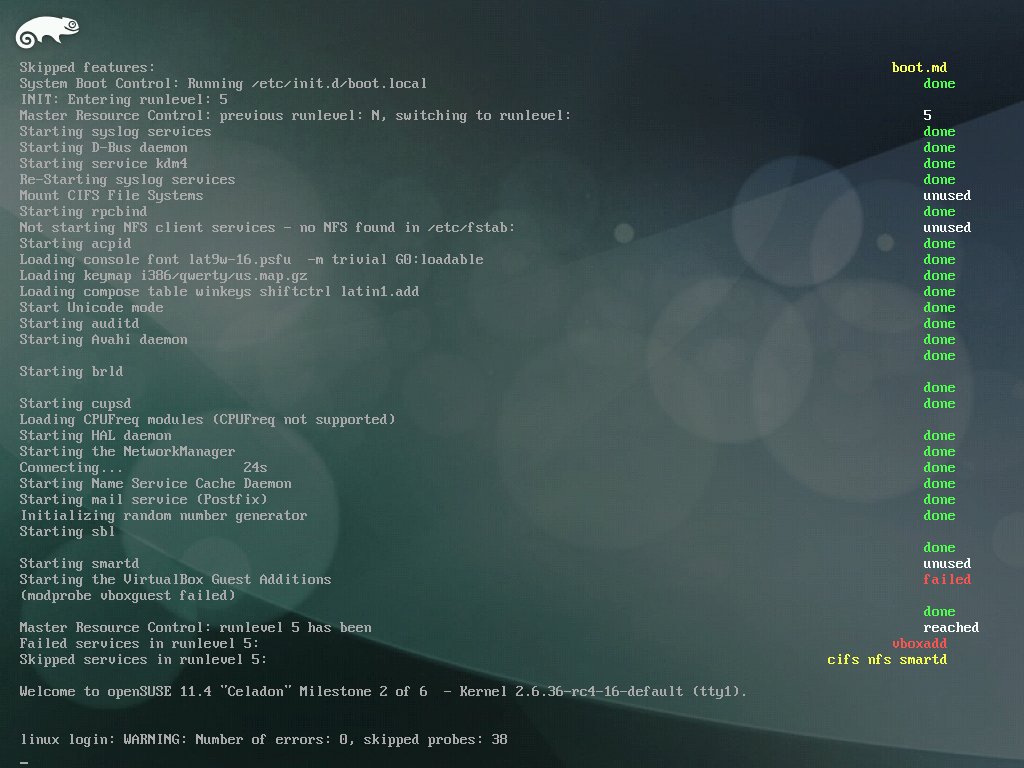 Skipped features: boot.md
System Boot Control: Running /etc/init.d/boot.local done
INIT: Entering runlevel: 5
Master Resource Control: previous runlevel: N, switching to runlevel: 5
Starting syslog services done
Starting D-Bus daemon done
Starting service kdm4 done
Re-Starting syslog services done
Mount CIFS File Systems unused
Starting rpcbind done
Not starting NFS client services - no NFS found in /etc/fstab: unused
Starting acpid done
Loading console font lat9w-16.psfu -m trivial G0:loadable done
Loading keymap i386/qwerty/us.map.gz done
Loading compose table winkeys shiftctrl latin1.add done
Start Unicode mode done
Starting auditd done
Starting Avahi daemon done
done
Starting brld
done
Starting cupsd done
Loading CPUFreq modules (CPUFreq not supported)
Starting HAL daemon done
Starting the NetworkManager done
Connecting... 24s done
Starting Name Service Cache Daemon done
Starting mail service (Postfix) done
Initializing random number generator done
Starting sbl
done
Starting smartd unused
Starting the VirtualBox Guest Additions failed
(modprobe vboxguest failed)
done
Master Resource Control: runlevel 5 has been reached
Failed services in runlevel 5: vboxadd
Skipped services in runlevel 5: cifs nfs smartd
Welcome to openSUSE 11.4 "Celadon" Milestone 2 of 6 - Kernel 2.6.36-rc4-16-default (tty1).
linux login: WARNING: Number of errors: 0, skipped probes: 38
_